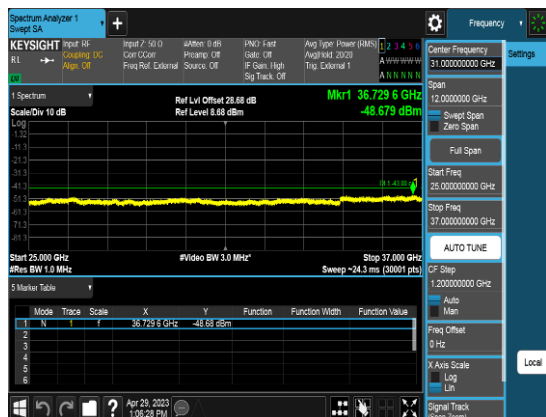 Spectrum Analyzer 1
Swept SA
+
Frequency
KEYSIGHT
RL
Input: RF
Coupling: DC
Align: Off
Input Z: 50 Ω
Corr CCorr
Freq Ref: External
#Atten: 0 dB
Preamp: Off
Source: Off
PNO: Fast
Gate: Off
IF Gain: High
Sig Track: Off
Avg Type: Power (RMS)
Avg|Hold: 20/20
Trig: External 1
1 2 3 4 5 6
A W W W W W
A N N N N N
LV
Center Frequency
31.000000000 GHz
Settings
Span
12.0000000 GHz
Swept Span
Zero Span
Full Span
Start Freq
25.000000000 GHz
Stop Freq
37.000000000 GHz
AUTO TUNE
CF Step
1.200000000 GHz
Auto
Man
Freq Offset
0 Hz
X Axis Scale
Log
Lin
Signal Track
(Span Zoom)
Local
1 Spectrum
Scale/Div 10 dB
Log
Ref Lvl Offset 28.68 dB
Ref Level 8.68 dBm
Mkr1 36.729 6 GHz
-48.679 dBm
1.32
-11.3
-21.3
-31.3
-41.3
-51.3
-61.3
-71.3
-81.3
1
Start 25.000 GHz
#Res BW 1.0 MHz
#Video BW 3.0 MHz*
Stop 37.000 GHz
Sweep ~24.3 ms (30001 pts)
5 Marker Table
Mode Trace Scale X Y Function Function Width Function Value
1 N 1 f 36.729 6 GHz -48.68 dBm
2
3
4
5
6
?
Apr 29, 2023
1:06:28 PM